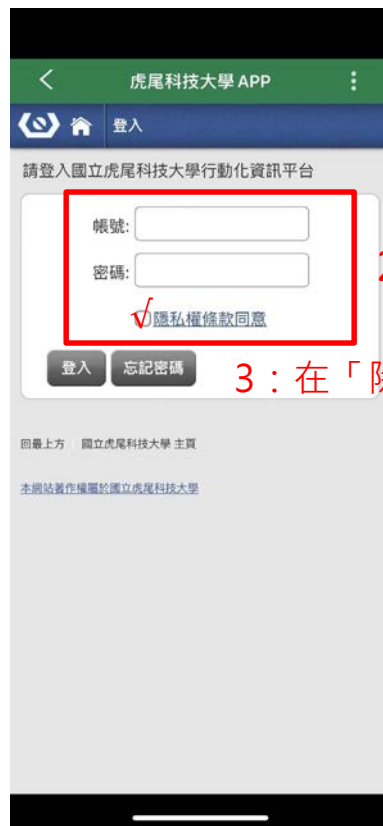 虎尾科技大學 APP
登入
請登入國立虎尾科技大學行動化資訊平台
帳號:
密碼:
√ 隱私權條款同意
登入 忘記密碼
3：在「
回最上方 國立虎尾科技大學 主頁
本網站著作權屬於國立虎尾科技大學